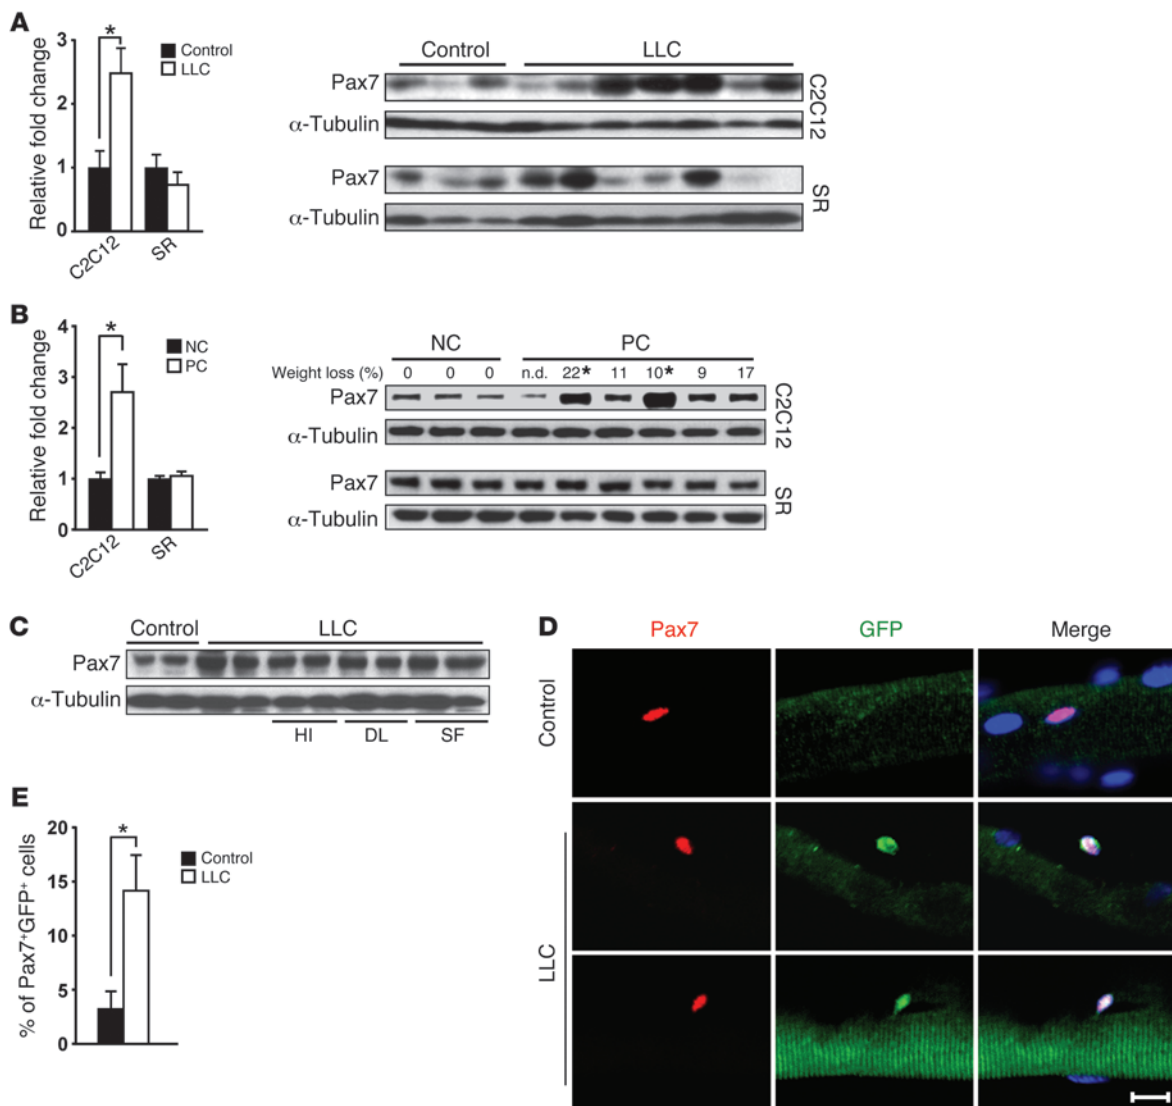 A
Relative fold change
3
2
1
0
*
Control
LLC
C2C12
SR
Control
LLC
Pax7
α-Tubulin
C2C12
Pax7
α-Tubulin
SR
B
Relative fold change
4
3
2
1
0
*
NC
PC
C2C12
SR
NC
PC
Weight loss (%)
0 0 0 n.d. 22* 11 10* 9 17
Pax7
α-Tubulin
C2C12
Pax7
α-Tubulin
SR
C
Control
LLC
Pax7
α-Tubulin
HI DL SF
D
Pax7
GFP
Merge
Control
LLC
E
% of Pax7+GFP+ cells
20
15
10
5
0
*
Control
LLC